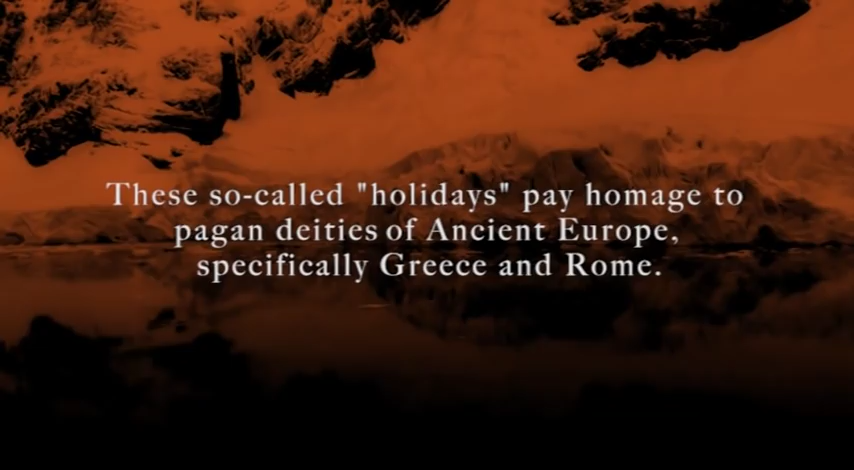 These so-called "holidays" pay homage to
pagan deities of Ancient Europe,
specifically Greece and Rome.